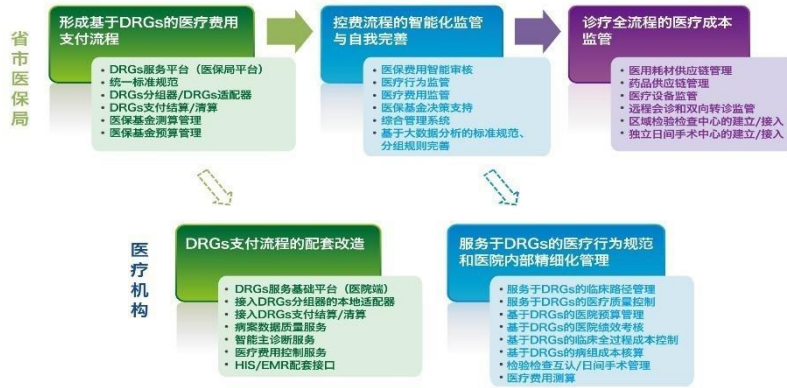 省市医保局
形成基于DRGs的医疗费用
支付流程
• DRGs服务平台（医保局平台）
• 统一标准规范
• DRGs分组器/DRGs适配器
• DRGs支付结算/清算
• 医保基金测算管理
• 医保基金预算管理
控费流程的智能化监管
与自我完善
• 医保费用智能审核
• 医疗行为监管
• 医疗费用监管
• 医保基金决策支持
• 综合管理系统
• 基于大数据分析的标准规范、
分组规则完善
诊疗全流程的医疗成本
监管
• 医用耗材供应链管理
• 药品供应链管理
• 医疗设备监管
• 远程会诊和双向转诊监管
• 区域检验检查中心的建立/接入
• 独立日间手术中心的建立/接入
医疗机构
DRGs支付流程的配套改造
• DRGs服务基础平台（医院端）
• 接入DRGs分组器的本地适配器
• 接入DRGs支付结算/清算
• 病案数据质量服务
• 智能主诊断服务
• 医疗费用控制服务
• HIS/EMR配套接口
服务于DRGs的医疗行为规范
和医院内部精细化管理
• 服务于DRGs的临床路径管理
• 服务于DRGs的医疗质量控制
• 基于DRGs的医院预算管理
• 基于DRGs的医院绩效考核
• 基于DRGs的临床全过程成本控制
• 基于DRGs的病组成本核算
• 检验检查互认/日间手术管理
• 医疗费用测算